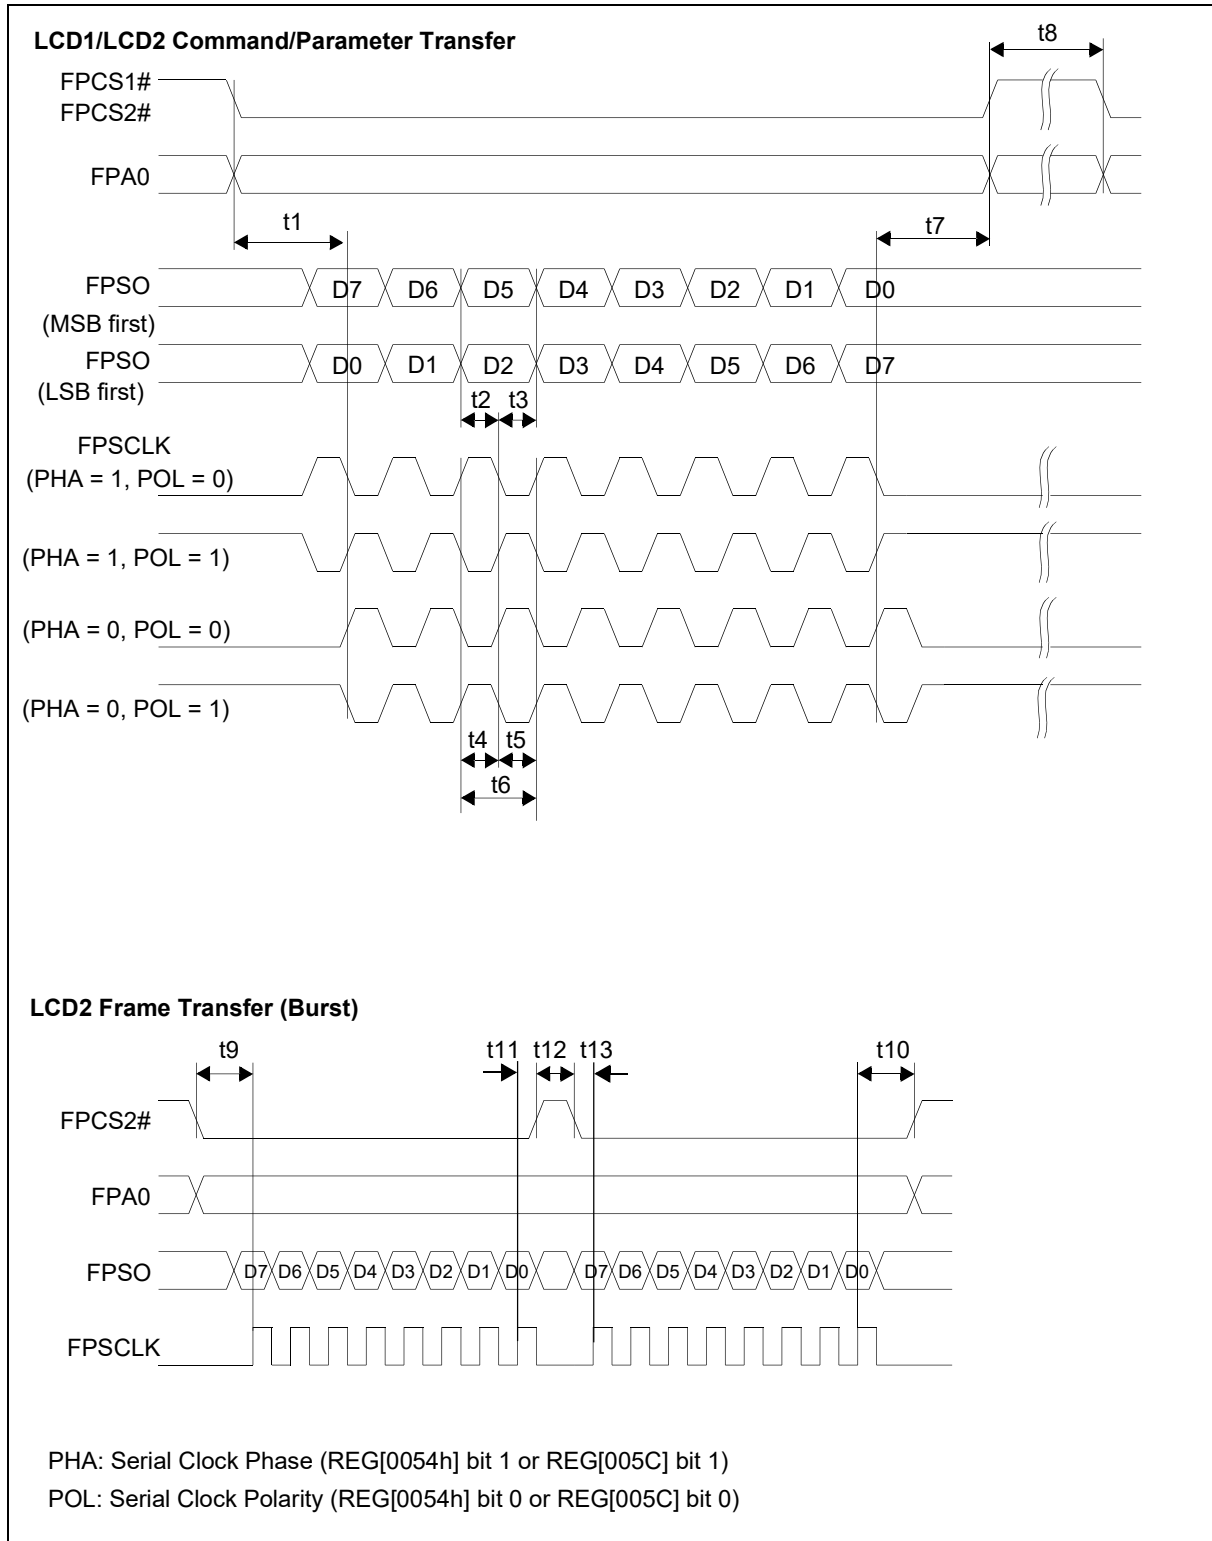 LCD1/LCD2 Command/Parameter Transfer
t8
FPCS1#
FPCS2#
FPA0
t1
t7
FPSO D7 D6 D5 D4 D3 D2 D1 D0
(MSB first)
FPSO D0 D1 D2 D3 D4 D5 D6 D7
(LSB first)
t2 t3
FPSCLK
(PHA = 1, POL = 0)
(PHA = 1, POL = 1)
(PHA = 0, POL = 0)
(PHA = 0, POL = 1)
t4 t5
t6
LCD2 Frame Transfer (Burst)
t9 t11 t12 t13 t10
FPCS2#
FPA0
FPSO D7 D6 D5 D4 D3 D2 D1 D0 D7 D6 D5 D4 D3 D2 D1 D0
FPSCLK
PHA: Serial Clock Phase (REG[0054h] bit 1 or REG[005C] bit 1)
POL: Serial Clock Polarity (REG[0054h] bit 0 or REG[005C] bit 0)